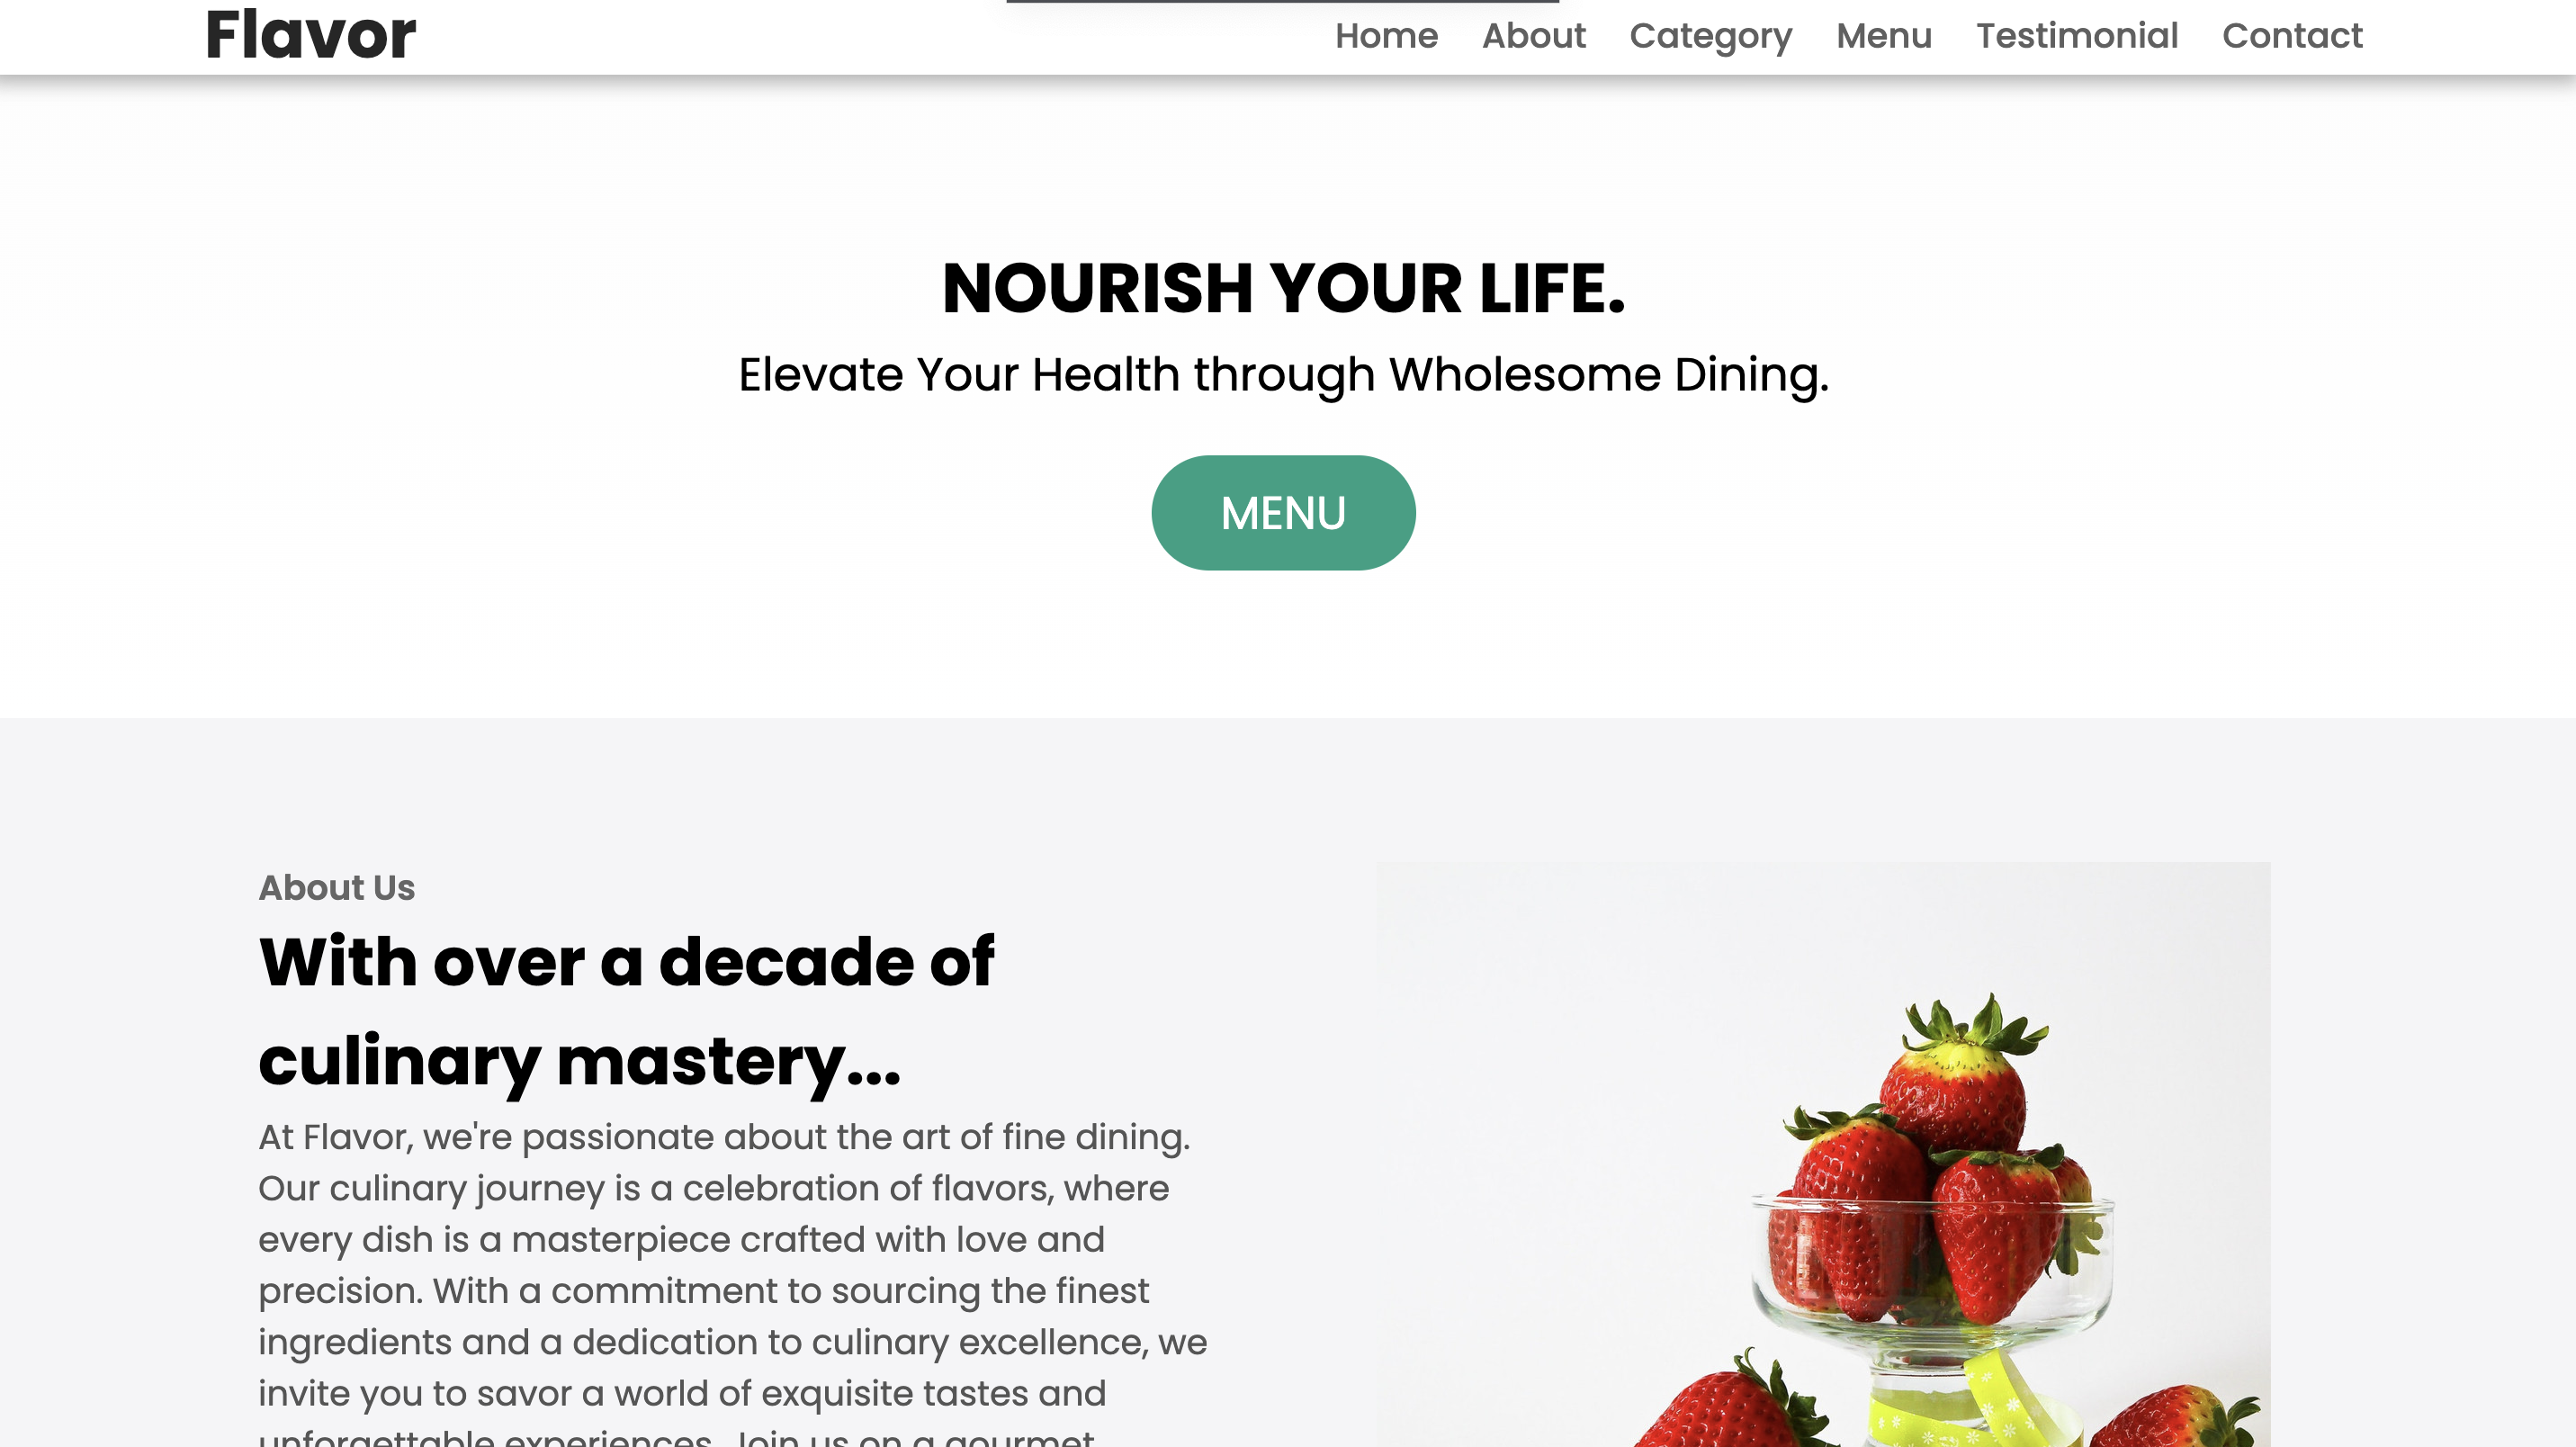 Flavor
Home About Category Menu Testimonial Contact
NOURISH YOUR LIFE.
Elevate Your Health through Wholesome Dining.
MENU
About Us
With over a decade of
culinary mastery...
At Flavor, we're passionate about the art of fine dining.
Our culinary journey is a celebration of flavors, where
every dish is a masterpiece crafted with love and
precision. With a commitment to sourcing the finest
ingredients and a dedication to culinary excellence, we
invite you to savor a world of exquisite tastes and
unforgettable experiences. Join us on a gourmet